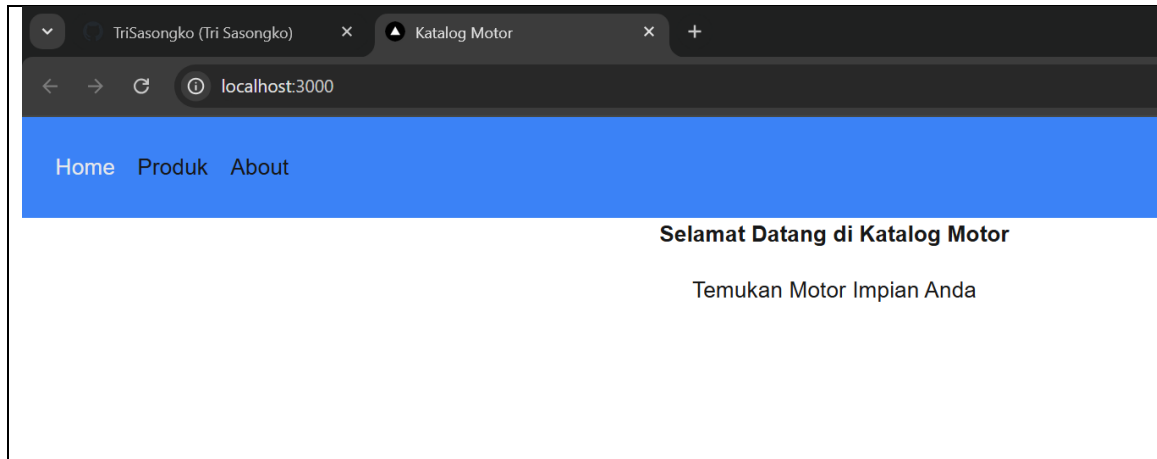 TriSasongko (Tri Sasongko)
Katalog Motor
localhost:3000
Home Produk About
Selamat Datang di Katalog Motor
Temukan Motor Impian Anda